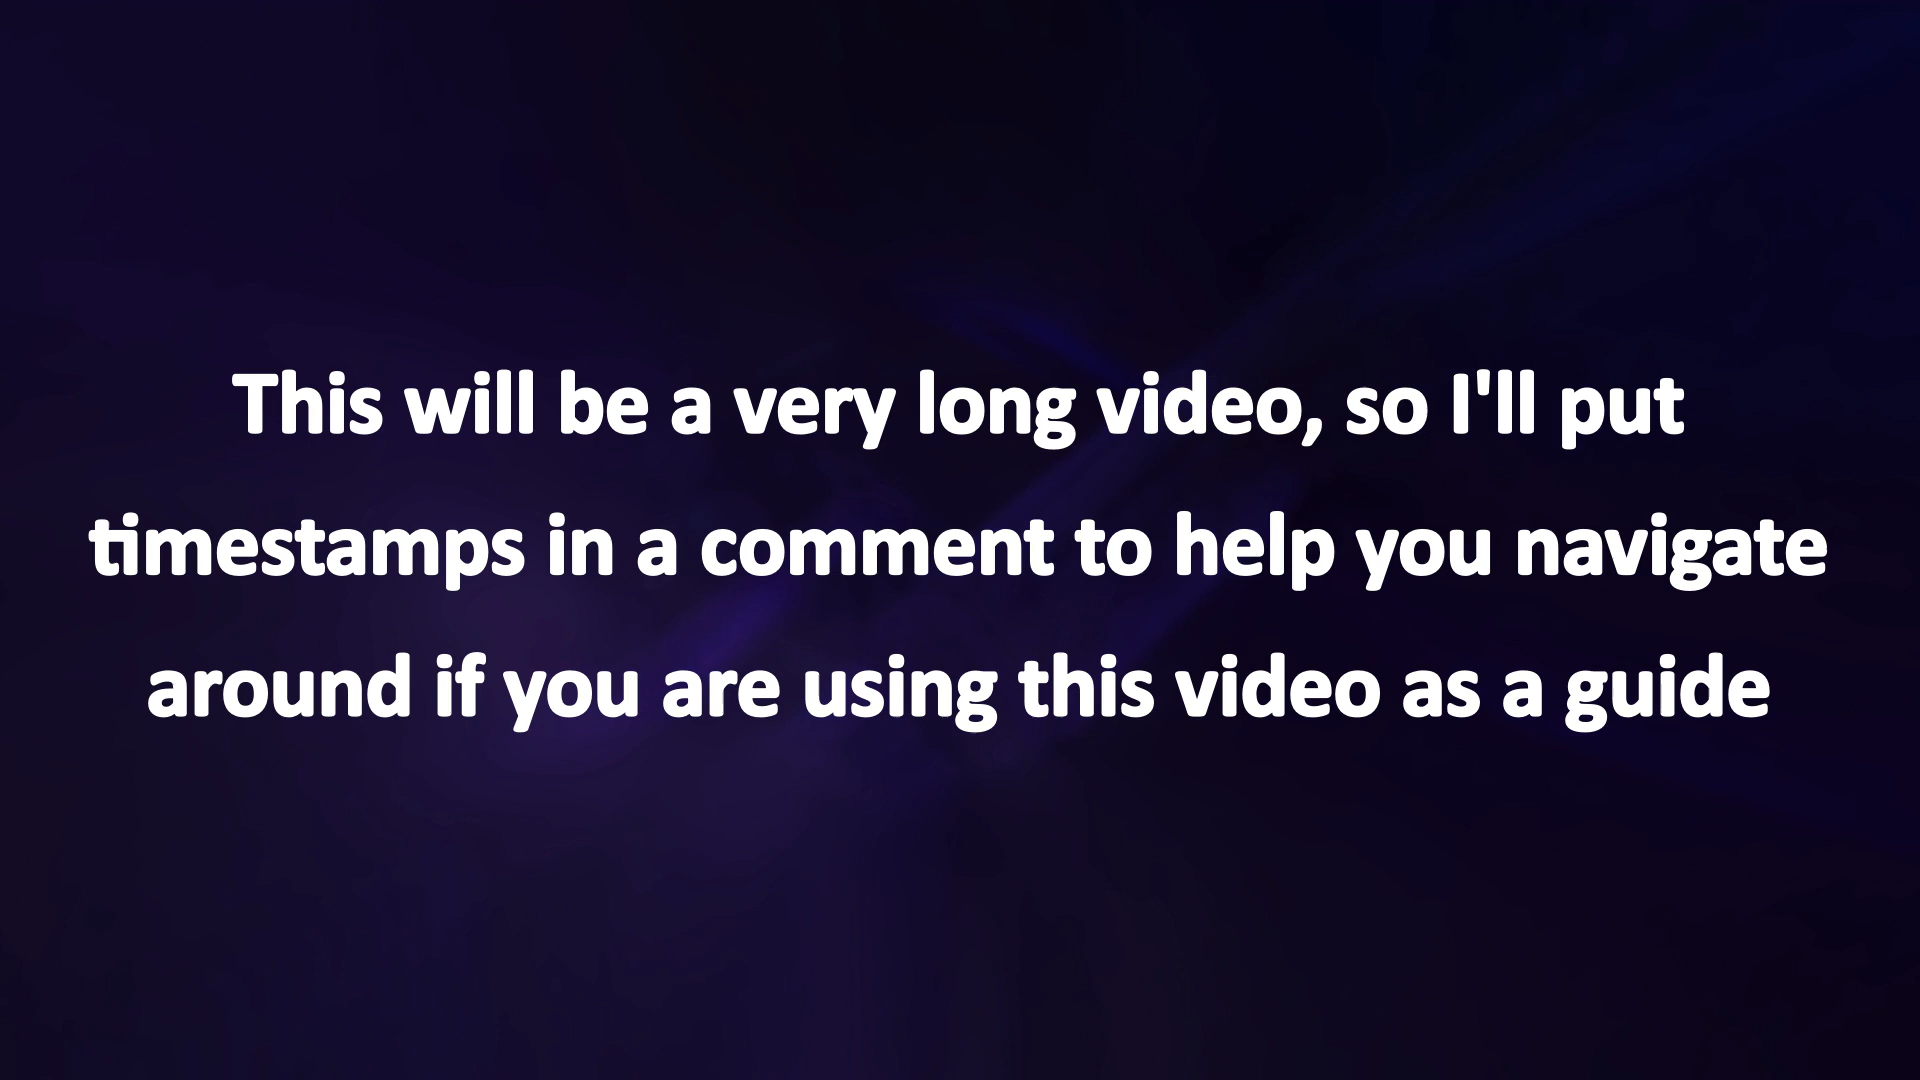 This will be a very long video, so I'll put
timestamps in a comment to help you navigate
around if you are using this video as a guide